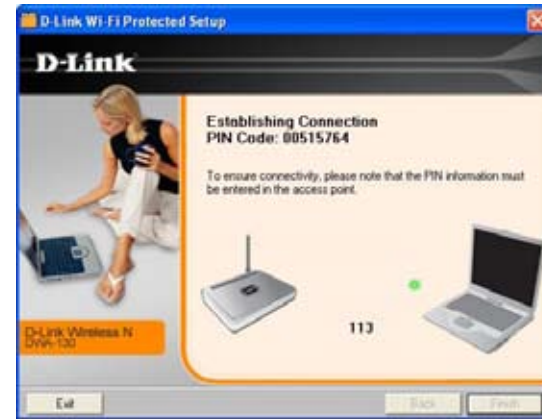 D-Link Wi-Fi Protected Setup
D-Link
Establishing Connection
PIN Code: 00515764
To ensure connectivity, please note that the PIN information must
be entered in the access point.
113
D-Link Wireless N
DWA-130
Exit
Back
Finish